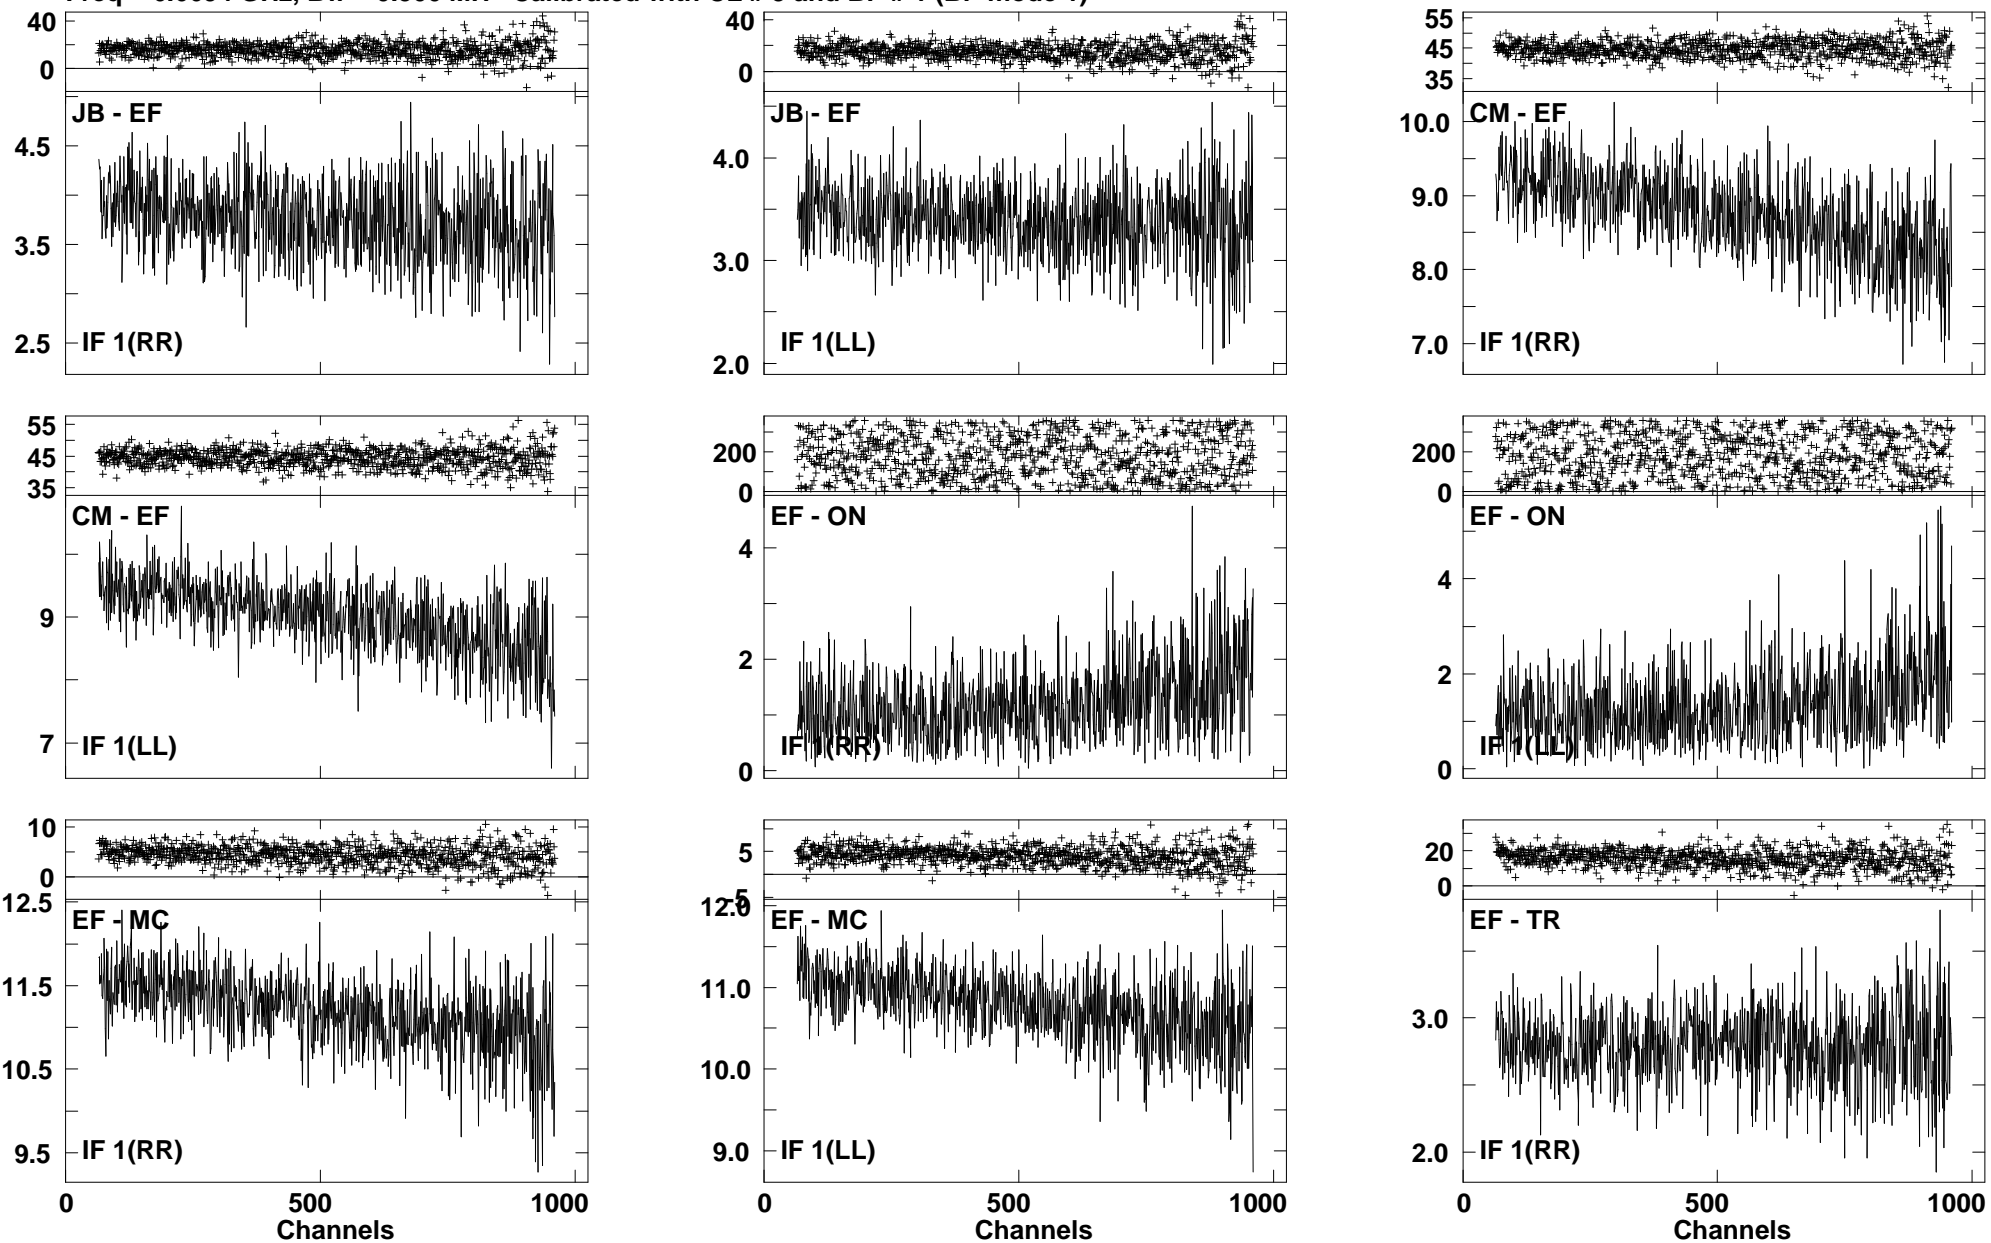 40
0
JB - EF
4.5
3.5
2.5
IF 1(RR)
40
0
JB - EF
4.0
3.0
2.0
IF 1(LL)
55
45
35
CM - EF
10.0
9.0
8.0
7.0
IF 1(RR)
55
45
35
CM - EF
9
7
IF 1(LL)
200
0
EF - ON
4
2
0
IF 1(RR)
200
0
EF - ON
4
2
0
IF 1(LL)
10
0
12.5
EF - MC
11.5
10.5
9.5
IF 1(RR)
0 500 1000
Channels
5
-5
12.0
EF - MC
11.0
10.0
9.0
IF 1(LL)
0 500 1000
Channels
20
0
EF - TR
3.0
2.0
IF 1(RR)
0 500 1000
Channels